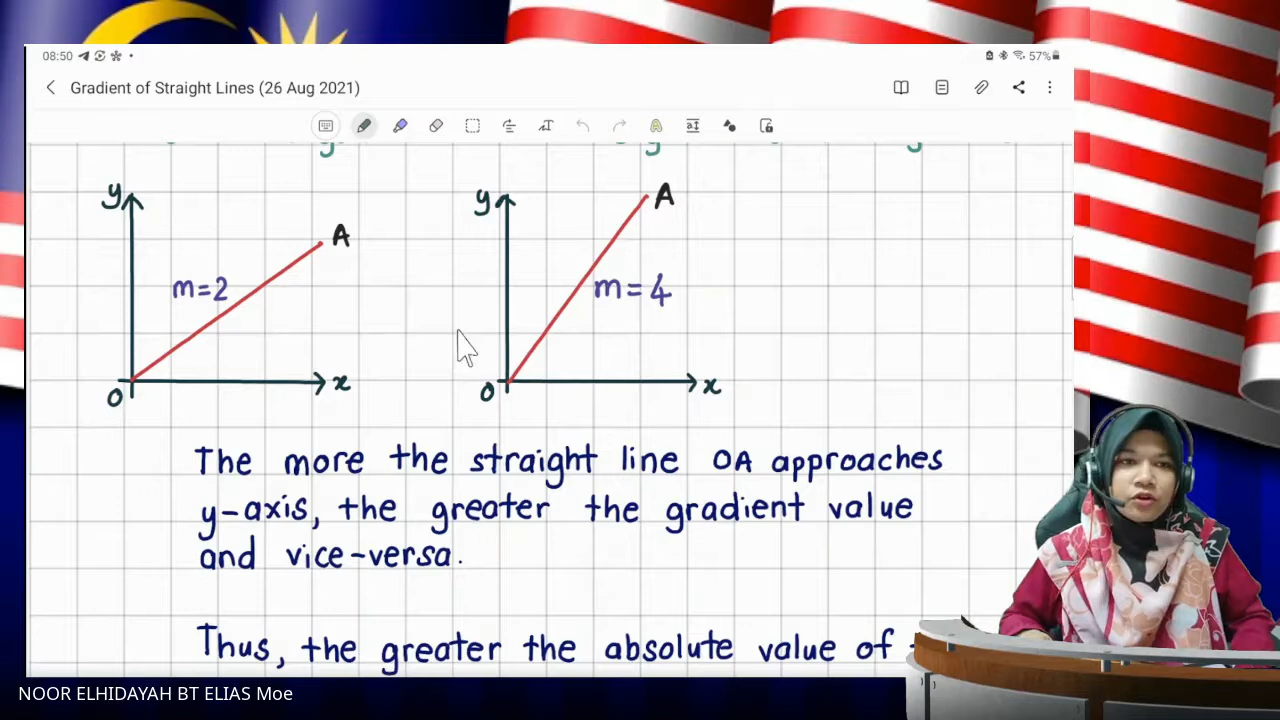 08:50
57%
Gradient of Straight Lines (26 Aug 2021)
y
A
m=2
O
x
y
A
m=4
O
x
The more the straight line OA approaches
y-axis, the greater the gradient value
and vice-versa.
Thus, the greater the absolute value of
NOOR ELHIDAYAH BT ELIAS Moe